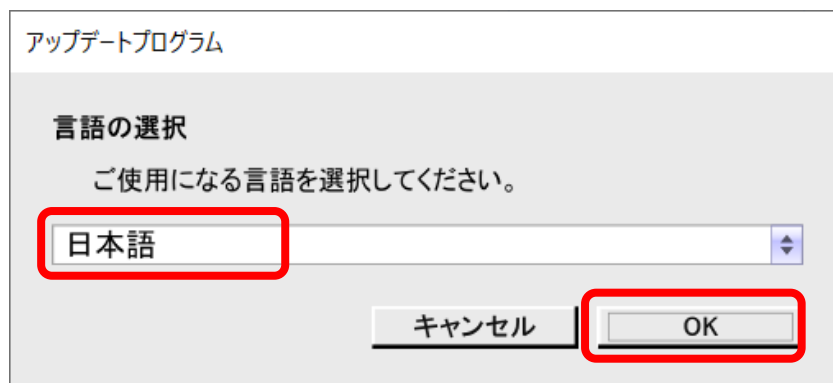 アップデートプログラム
言語の選択
ご使用になる言語を選択してください。
日本語
キャンセル OK